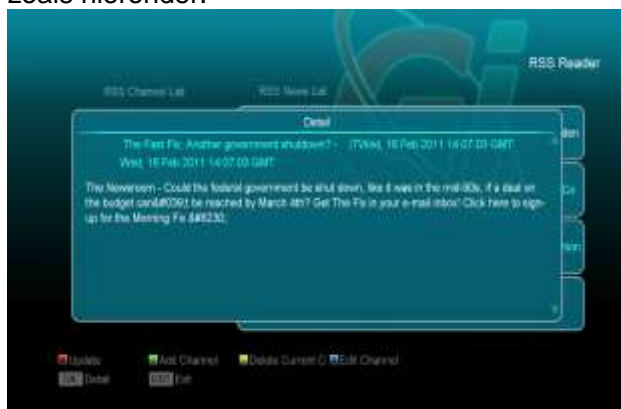 zoals hieronder:
RSS Reader
RSS Channel List RSS News List
Detail
The Fast Fix: Another government shutdown? - (TWed, 16 Feb 2011 14:07:03 GMT
Wed, 16 Feb 2011 14:07:03 GMT
The Newsroom - Could the federal government be shut down, like it was in the mid-90s, if a deal on
the budget can&#039;t be reached by March 4th? Get The Fix in your e-mail inbox! Click here to sign-
up for the Morning Fix.&#8230;
Update Add Channel Delete Current C Edit Channel
OK Detail EXIT Exit